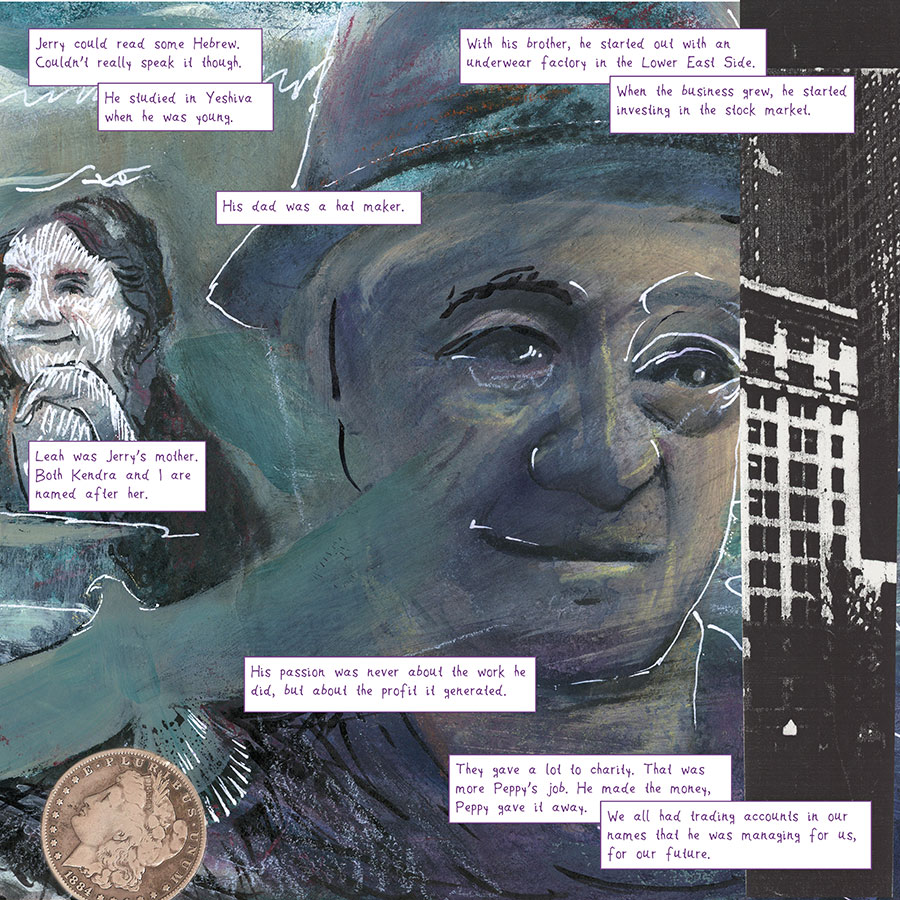 Jerry could read some Hebrew.
Couldn't really speak it though.
He studied in Yeshiva
when he was young.
With his brother, he started out with an
underwear factory in the Lower East Side.
When the business grew, he started
investing in the stock market.
His dad was a hat maker.
Leah was Jerry's mother.
Both Kendra and I are
named after her.
His passion was never about the work he
did, but about the profit it generated.
They gave a lot to charity. That was
more Peppy's job. He made the money,
Peppy gave it away.
We all had trading accounts in our
names that he was managing for us,
for our future.
E·PLURIBUS·UNUM
1884